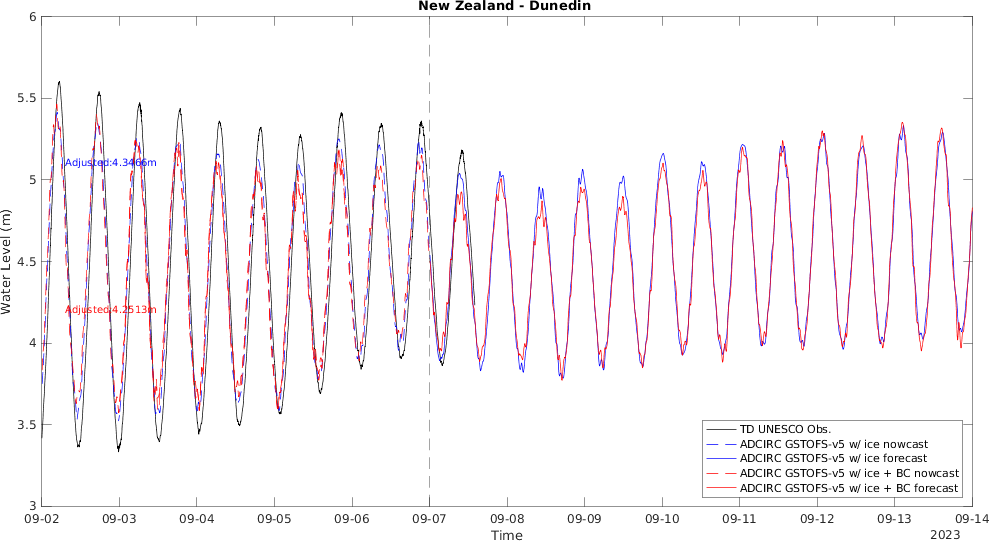 New Zealand - Dunedin
6
5.5
5
4.5
4
3.5
3
Water Level (m)
Adjusted:4.3466m
Adjusted:4.2513m
TD UNESCO Obs.
ADCIRC GSTOFS-v5 w/ ice nowcast
ADCIRC GSTOFS-v5 w/ ice forecast
ADCIRC GSTOFS-v5 w/ ice + BC nowcast
ADCIRC GSTOFS-v5 w/ ice + BC forecast
09-02 09-03 09-04 09-05 09-06 09-07 09-08 09-09 09-10 09-11 09-12 09-13 09-14
Time
2023